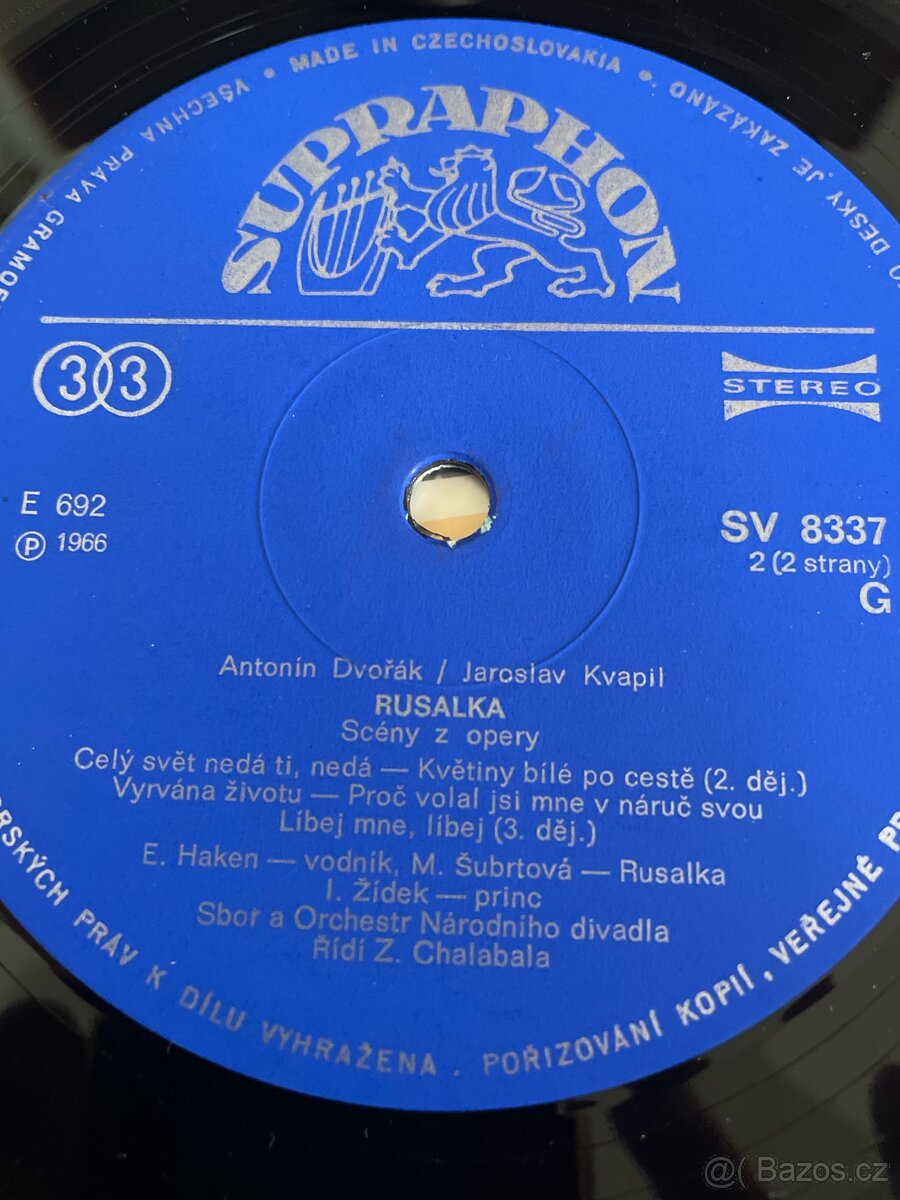 VŠECHNA PRÁVA
MADE IN CZECHOSLOVAKIA
DESKY JE ZAKÁZÁNO
SUPRAPHON
33
STEREO
E 692
Ⓟ 1966
SV 8337
2 (2 strany)
G
Antonín Dvořák / Jaroslav Kvapil
RUSALKA
Scény z opery
Celý svět nedá ti, nedá — Květiny bílé po cestě (2. děj.)
Vyrvána životu — Proč volal jsi mne v náruč svou
Líbej mne, líbej (3. děj.)
E. Haken — vodník, M. Šubrtová — Rusalka
I. Žídek — princ
Sbor a Orchestr Národního divadla
Řídí Z. Chalabala
PRÁV K DÍLU VYHRAŽENA . POŘIZOVÁNÍ KOPIÍ, VEŘEJNÉ
@( Bazos.cz